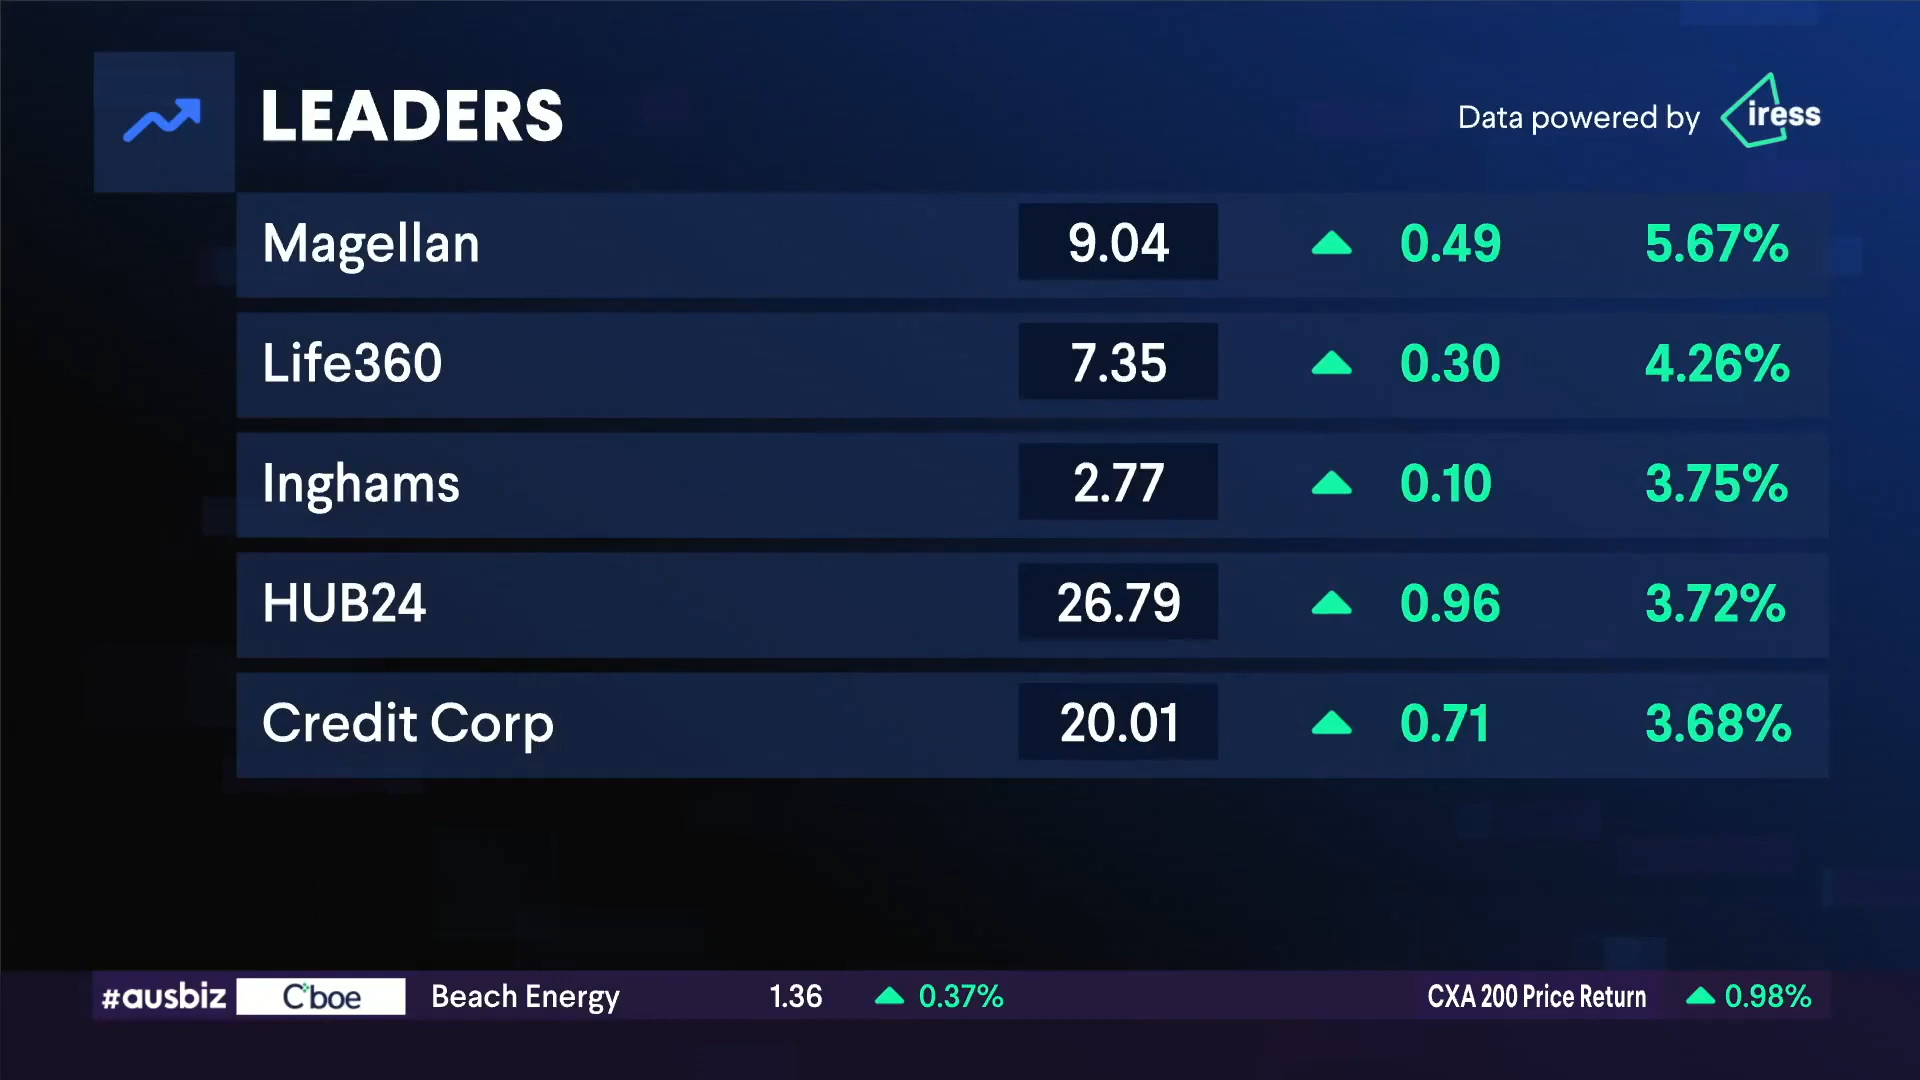 LEADERS
Data powered by iress
Magellan 9.04 ▲ 0.49 5.67%
Life360 7.35 ▲ 0.30 4.26%
Inghams 2.77 ▲ 0.10 3.75%
HUB24 26.79 ▲ 0.96 3.72%
Credit Corp 20.01 ▲ 0.71 3.68%
#ausbiz Cboe Beach Energy 1.36 ▲ 0.37% CXA 200 Price Return ▲ 0.98%